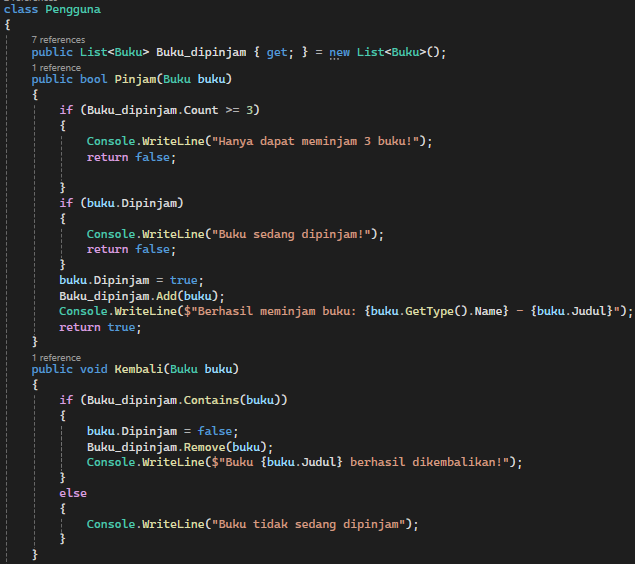 class Pengguna
{
7 references
public List<Buku> Buku_dipinjam { get; } = new List<Buku>();
1 reference
public bool Pinjam(Buku buku)
{
if (Buku_dipinjam.Count >= 3)
{
Console.WriteLine("Hanya dapat meminjam 3 buku!");
return false;
}
if (buku.Dipinjam)
{
Console.WriteLine("Buku sedang dipinjam!");
return false;
}
buku.Dipinjam = true;
Buku_dipinjam.Add(buku);
Console.WriteLine($"Berhasil meminjam buku: {buku.GetType().Name} - {buku.Judul}");
return true;
}
1 reference
public void Kembali(Buku buku)
{
if (Buku_dipinjam.Contains(buku))
{
buku.Dipinjam = false;
Buku_dipinjam.Remove(buku);
Console.WriteLine($"Buku {buku.Judul} berhasil dikembalikan!");
}
else
{
Console.WriteLine("Buku tidak sedang dipinjam");
}
}